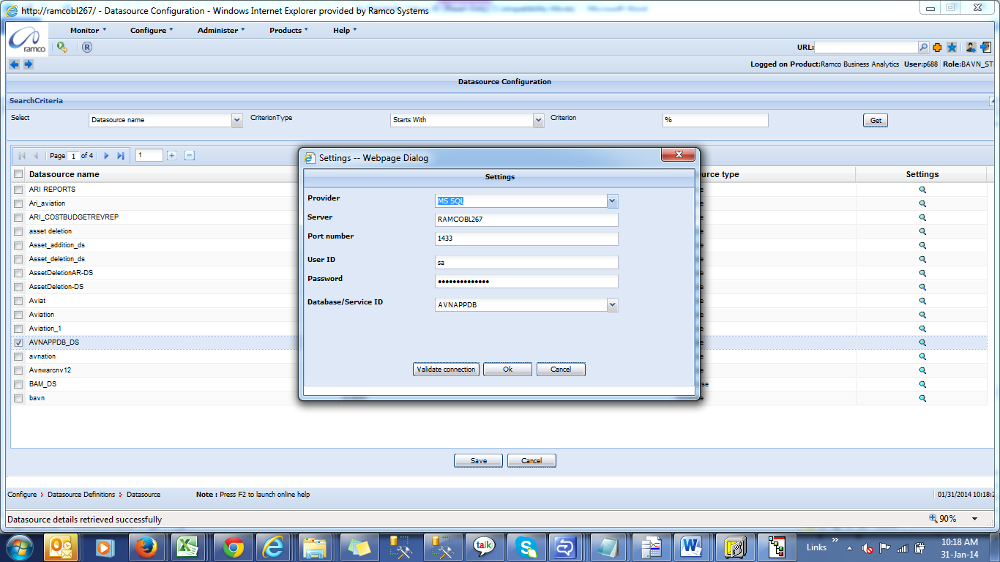 http://ramcobl267/ - Datasource Configuration - Windows Internet Explorer provided by Ramco Systems
Monitor Configure Administer Products Help
ramco
R URL:
Logged on Product:Ramco Business Analytics User:p688 Role:BAVN_ST
Datasource Configuration
SearchCriteria
Select Datasource name CriterionType Starts With Criterion % Get
Page 1 of 4 1
Datasource name urce type Settings
ARI REPORTS
Ari_aviation
ARI_COSTBUDGETREVREP
asset deletion
Asset_addition_ds
Asset_deletion_ds
AssetDeletionAR-DS
AssetDeletion-DS
Aviat
Aviation
Aviation_1
AVNAPPDB_DS
avnation
Avnwarcnv12
BAM_DS se
bavn
Settings -- Webpage Dialog
Settings
Provider MS SQL
Server RAMCOBL267
Port number 1433
User ID sa
Password ••••••••••••••
Database/Service ID AVNAPPDB
Validate connection Ok Cancel
Save Cancel
Configure > Datasource Definitions > Datasource Note : Press F2 to launch online help 01/31/2014 10:18:2
Datasource details retrieved successfully 90%
talk Links » 10:18 AM
31-Jan-14